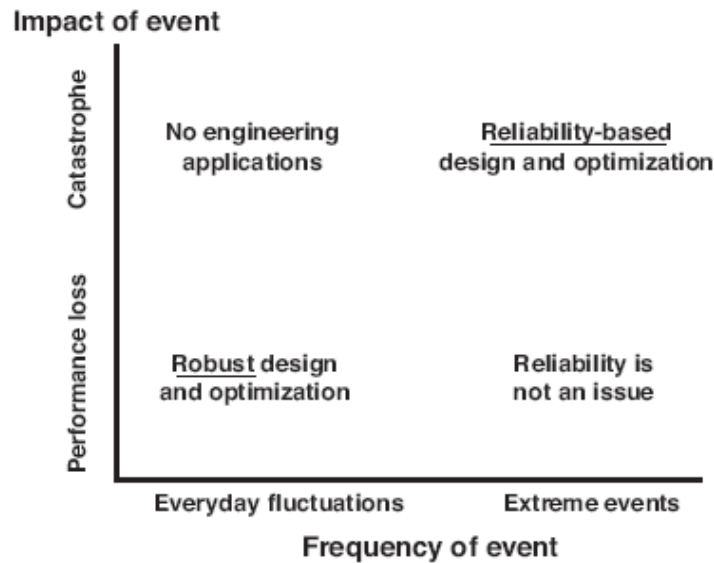 Impact of event
Catastrophe
No engineering
applications
Reliability-based
design and optimization
Performance loss
Robust design
and optimization
Reliability is
not an issue
Everyday fluctuations
Extreme events
Frequency of event